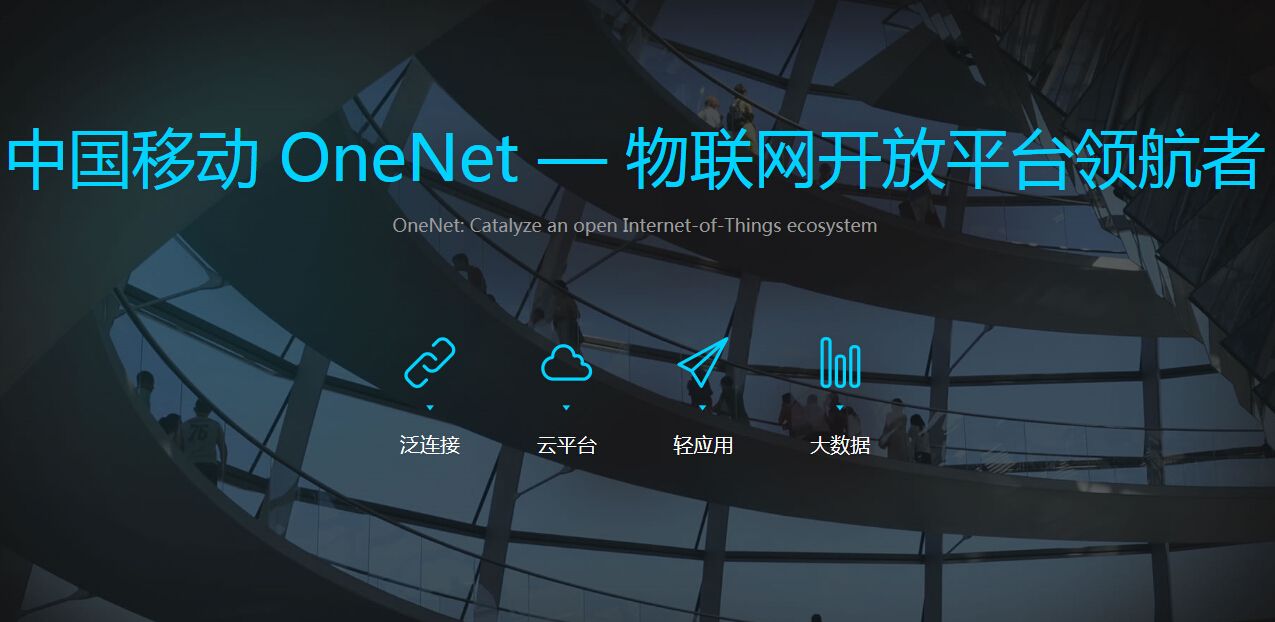 中国移动 OneNet — 物联网开放平台领航者
OneNet: Catalyze an open Internet-of-Things ecosystem
泛连接 云平台 轻应用 大数据
76